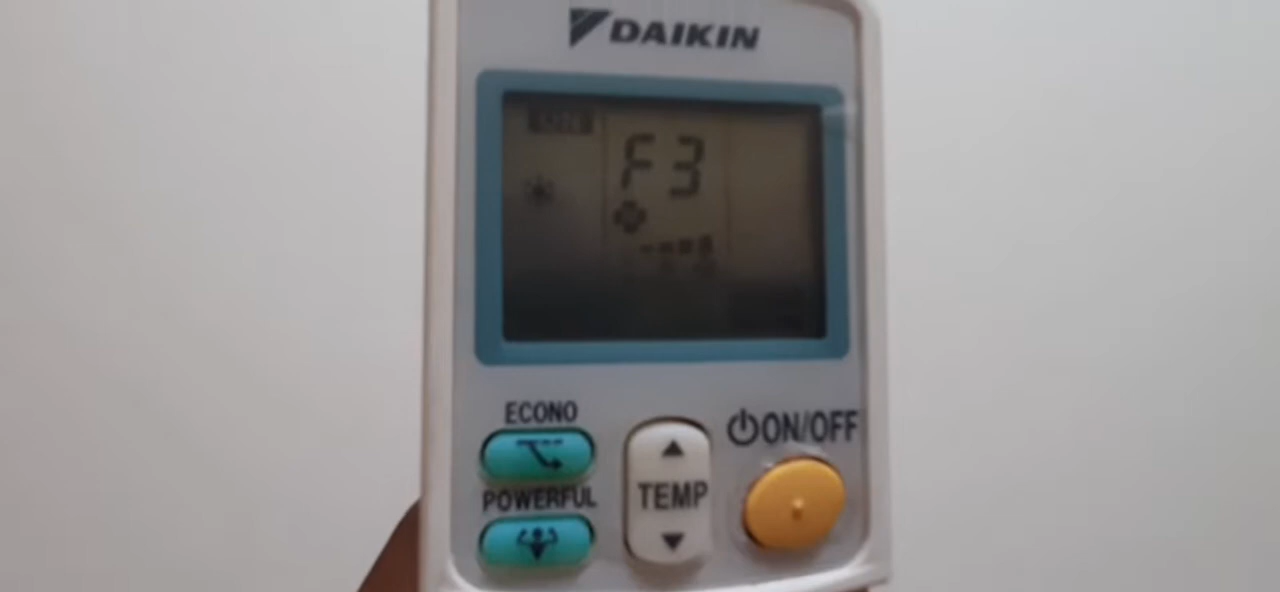 DAIKIN
F3
ECONO
ON/OFF
POWERFUL
TEMP